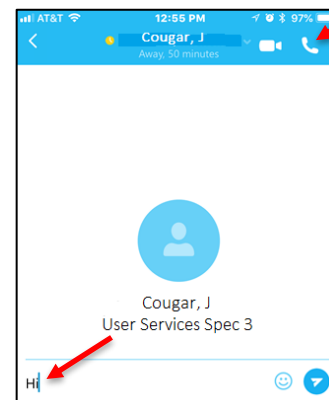 AT&T 12:55 PM 97%
Cougar, J
Away, 50 minutes
Cougar, J
User Services Spec 3
Hi